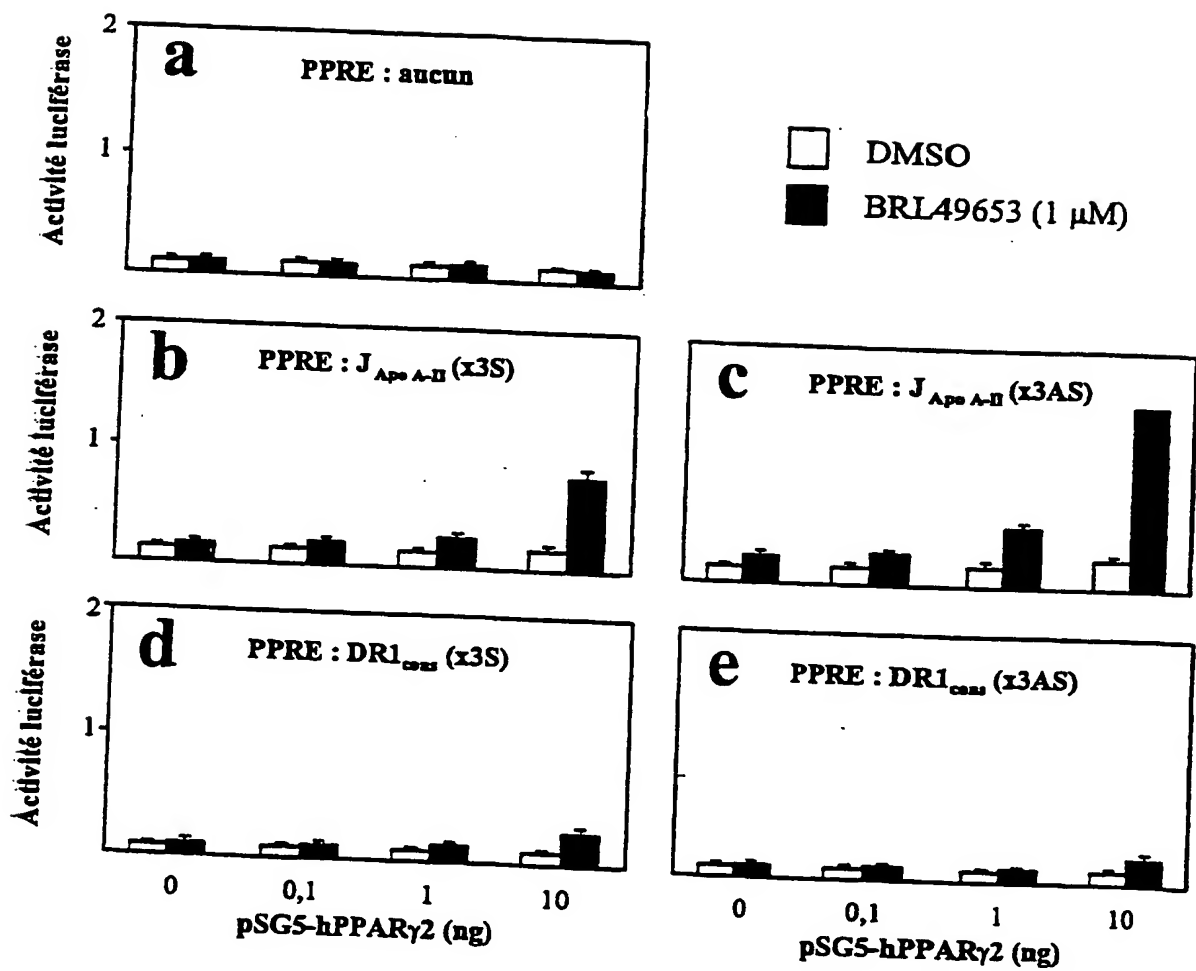 2
1
Activité luciférase
a
PPRE : aucun
DMSO
BRL49653 (1 µM)
2
1
Activité luciférase
b
PPRE : J Apo A-II (x3S)
c
PPRE : J Apo A-II (x3AS)
2
1
Activité luciférase
d
PPRE : DR1cons (x3S)
e
PPRE : DR1cons (x3AS)
0 0,1 1 10
pSG5-hPPARγ2 (ng)
0 0,1 1 10
pSG5-hPPARγ2 (ng)